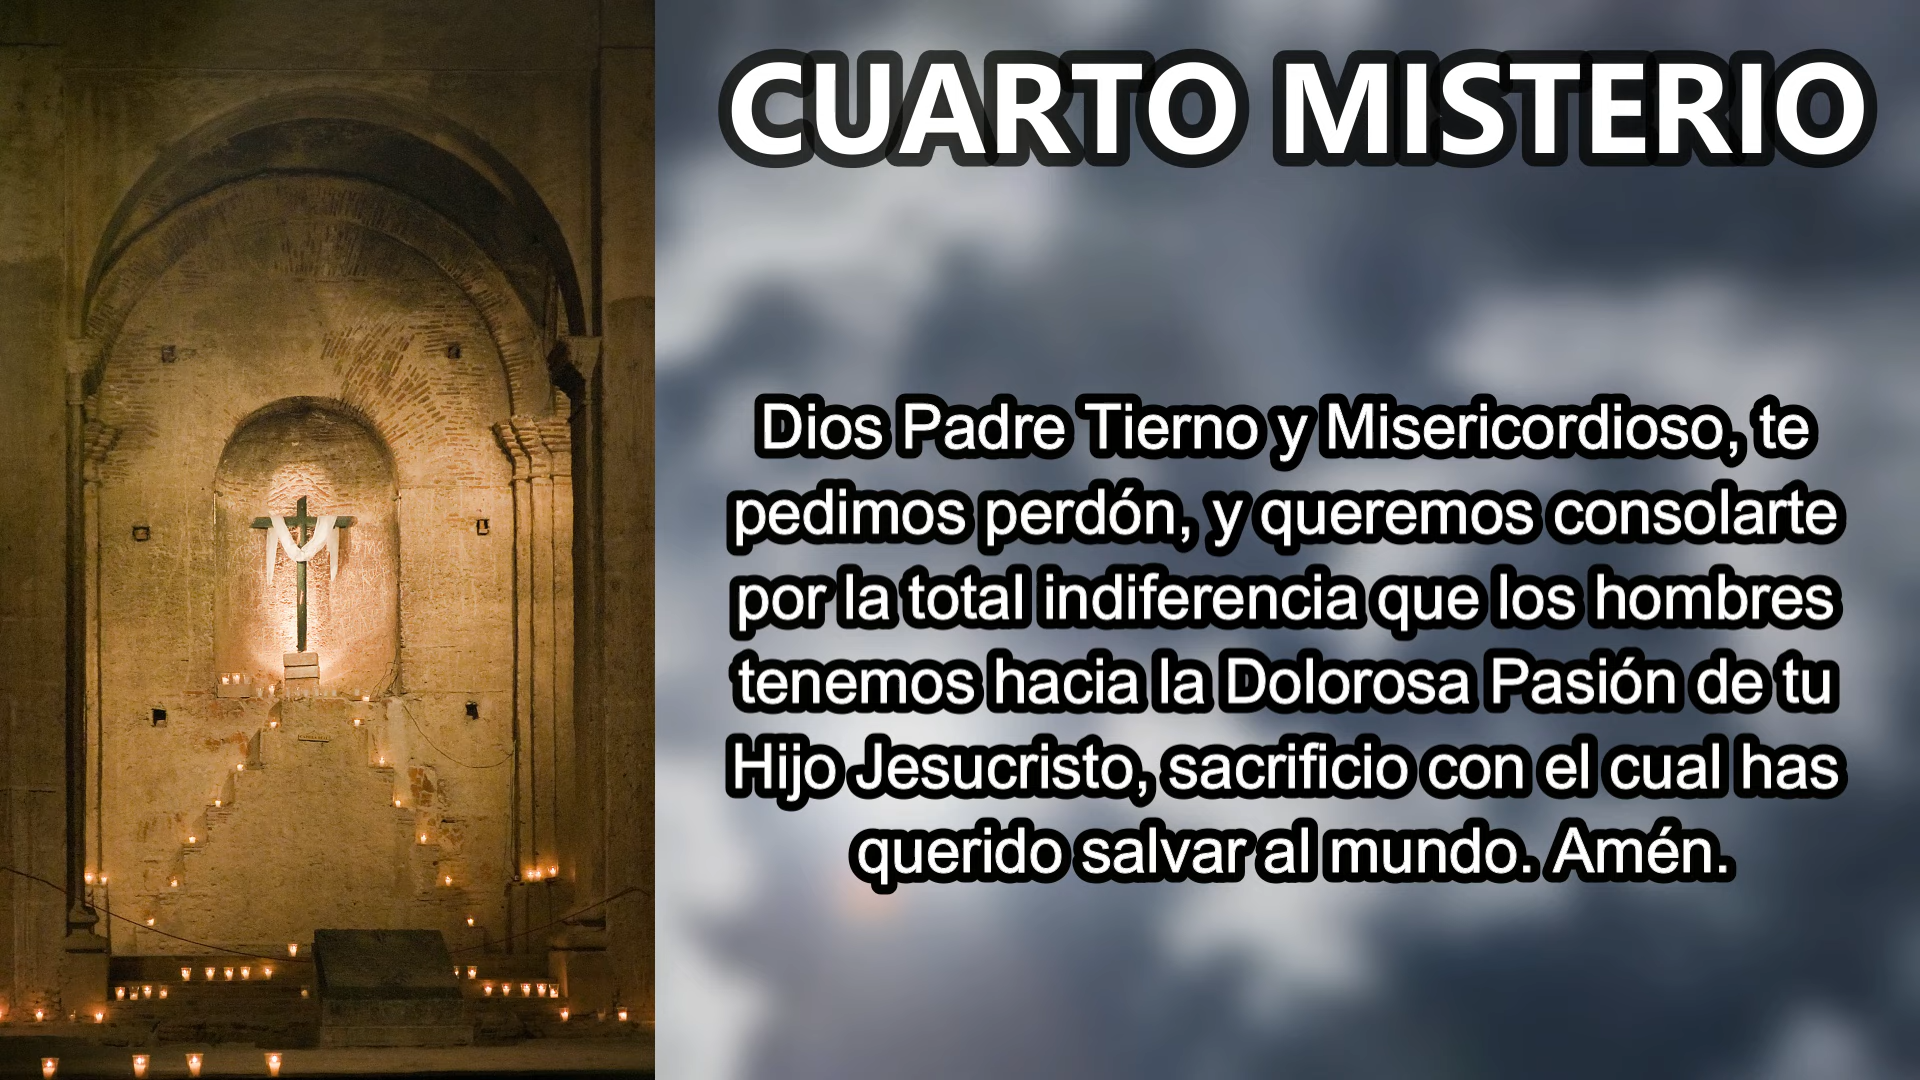 CUARTO MISTERIO
Dios Padre Tierno y Misericordioso, te
pedimos perdón, y queremos consolarte
por la total indiferencia que los hombres
tenemos hacia la Dolorosa Pasión de tu
Hijo Jesucristo, sacrificio con el cual has
querido salvar al mundo. Amén.